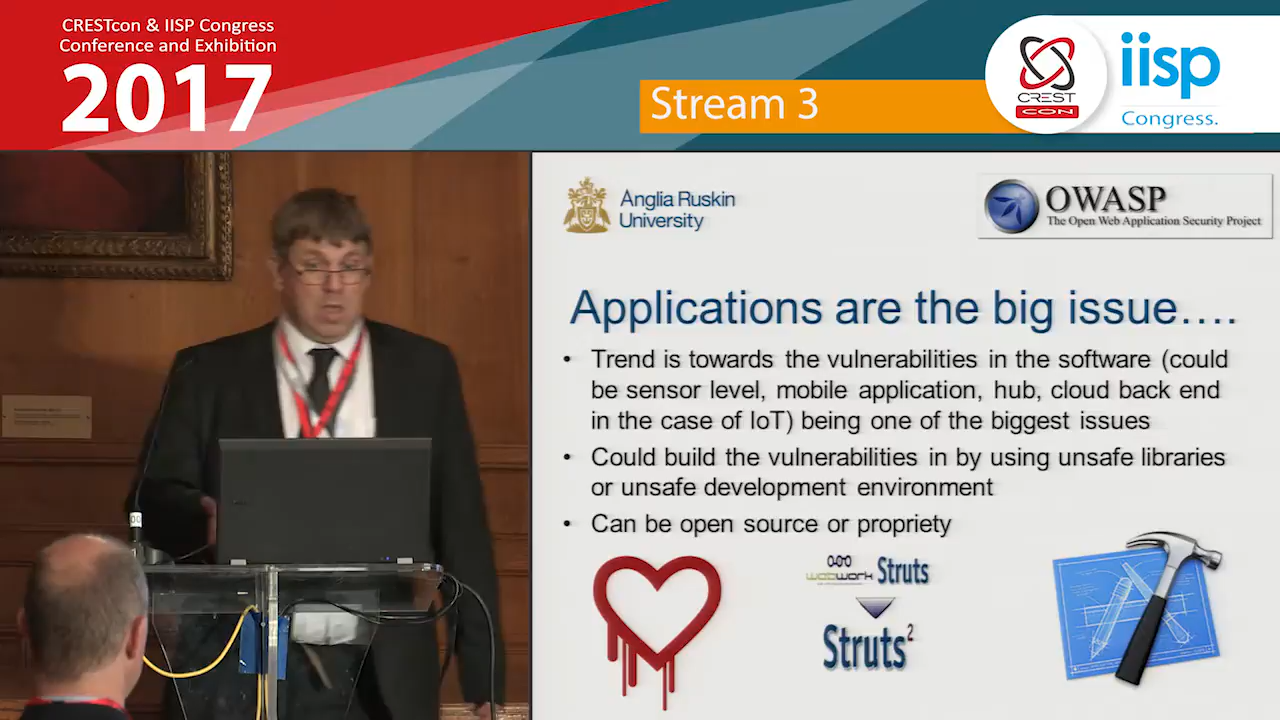 CRESTcon & IISP Congress
Conference and Exhibition
2017
Stream 3
CREST
CON
iisp
Congress.
Anglia Ruskin
University
OWASP
The Open Web Application Security Project
Applications are the big issue….
• Trend is towards the vulnerabilities in the software (could
be sensor level, mobile application, hub, cloud back end
in the case of IoT) being one of the biggest issues
• Could build the vulnerabilities in by using unsafe libraries
or unsafe development environment
• Can be open source or propriety
webwork Struts
Struts²